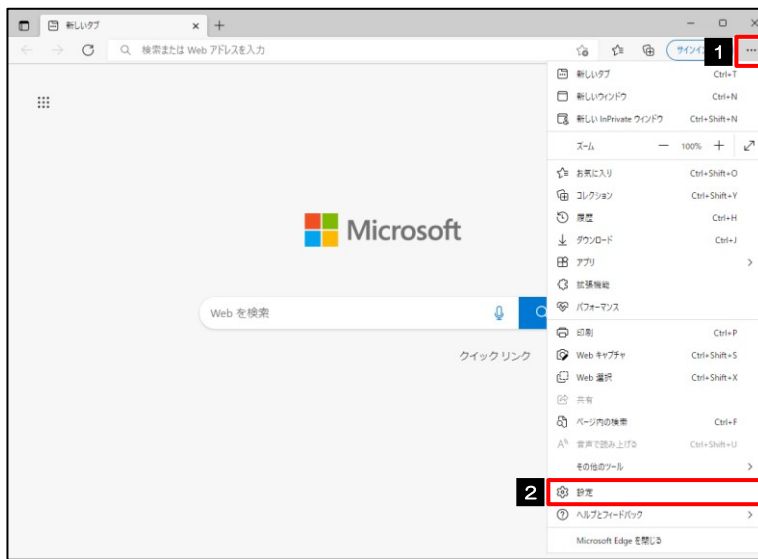 新しいタブ
検索または Web アドレスを入力
サインイン
1
新しいタブ Ctrl+T
新しいウィンドウ Ctrl+N
新しい InPrivate ウィンドウ Ctrl+Shift+N
ズーム 100%
お気に入り Ctrl+Shift+O
コレクション Ctrl+Shift+Y
履歴 Ctrl+H
ダウンロード Ctrl+J
アプリ
拡張機能
パフォーマンス
Microsoft
Web を検索
クイック リンク
印刷 Ctrl+P
Web キャプチャ Ctrl+Shift+S
Web 選択 Ctrl+Shift+X
共有
ページ内の検索 Ctrl+F
音声で読み上げる Ctrl+Shift+U
その他のツール
2
設定
ヘルプとフィードバック
Microsoft Edge を閉じる